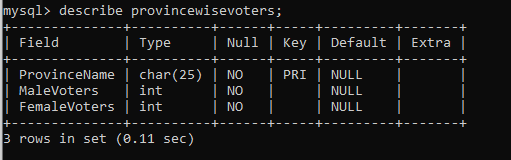 mysql> describe provincewisevoters;
+--------------+----------+------+-----+---------+-------+
| Field        | Type     | Null | Key | Default | Extra |
+--------------+----------+------+-----+---------+-------+
| ProvinceName | char(25) | NO   | PRI | NULL    |       |
| MaleVoters   | int      | NO   |     | NULL    |       |
| FemaleVoters | int      | NO   |     | NULL    |       |
+--------------+----------+------+-----+---------+-------+
3 rows in set (0.11 sec)